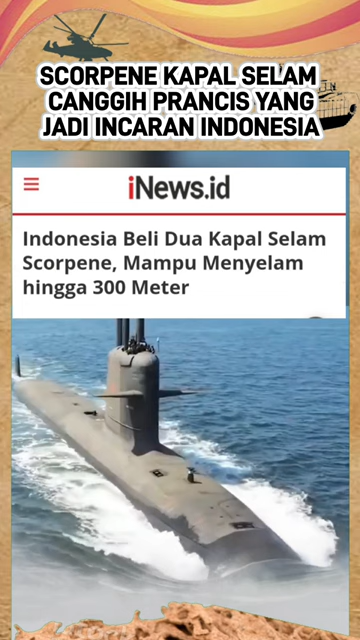 SCORPENE KAPAL SELAM
CANGGIH PRANCIS YANG
JADI INCARAN INDONESIA
iNews.id
Indonesia Beli Dua Kapal Selam
Scorpene, Mampu Menyelam
hingga 300 Meter